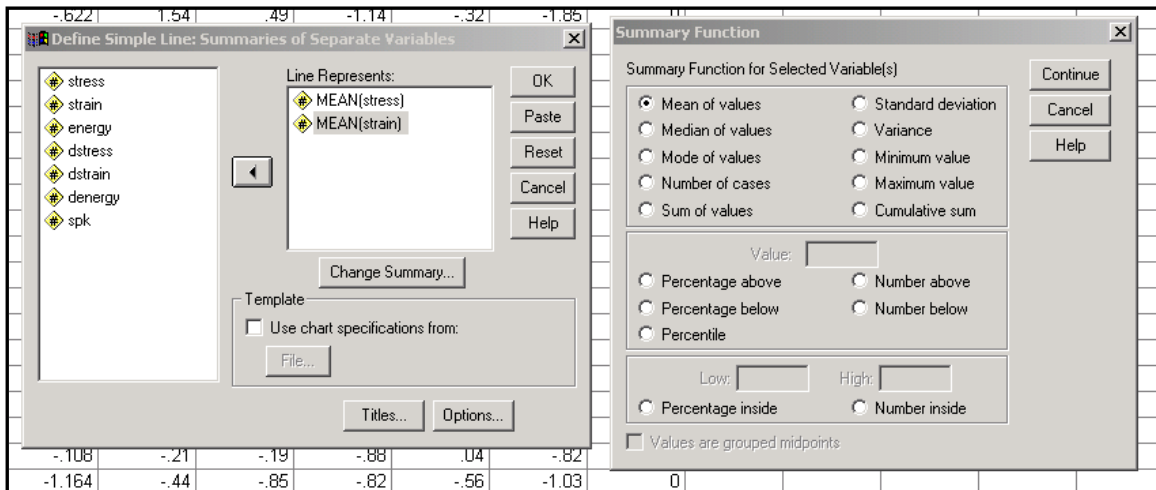 -.622 1.54 .49 -1.14 -.32 -1.85 0
Define Simple Line: Summaries of Separate Variables
stress
strain
energy
dstress
dstrain
denergy
spk
Line Represents:
MEAN(stress)
MEAN(strain)
OK
Paste
Reset
Cancel
Help
Change Summary...
Template
Use chart specifications from:
File...
Titles... Options...
Summary Function
Summary Function for Selected Variable(s)
Mean of values Standard deviation
Median of values Variance
Mode of values Minimum value
Number of cases Maximum value
Sum of values Cumulative sum
Value:
Percentage above Number above
Percentage below Number below
Percentile
Low: High:
Percentage inside Number inside
Values are grouped midpoints
Continue
Cancel
Help
-.108 -.21 -.19 -.88 .04 -.82
-1.164 -.44 -.85 -.82 -.56 -1.03 0